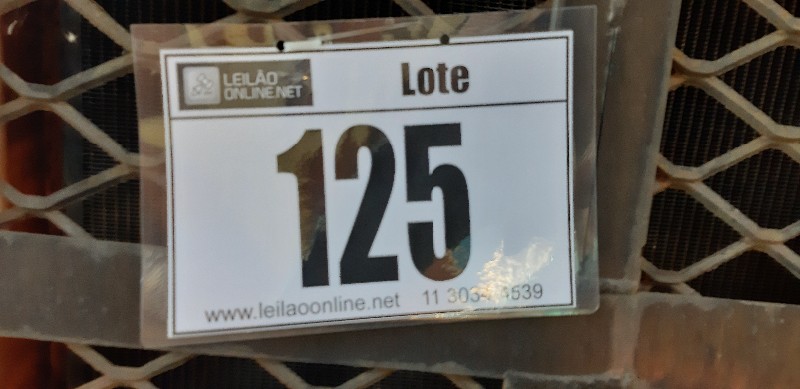 LEILÃO
ONLINE.NET
Lote
125
www.leilaoonline.net 11